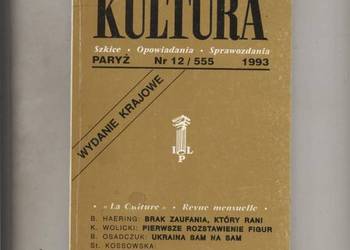 KULTURA
Szkice • Opowiadania • Sprawozdania
PARYŻ Nr 12 / 555 1993
WYDANIE KRAJOWE
I L
P
• «La Culture» • Revue mensuelle •
B. HAERING: BRAK ZAUFANIA, KTÓRY RANI
K. WOLICKI: PIERWSZE ROZSTAWIENIE FIGUR
B. OSADCZUK: UKRAINA SAM NA SAM
St. KOSSOWSKA: